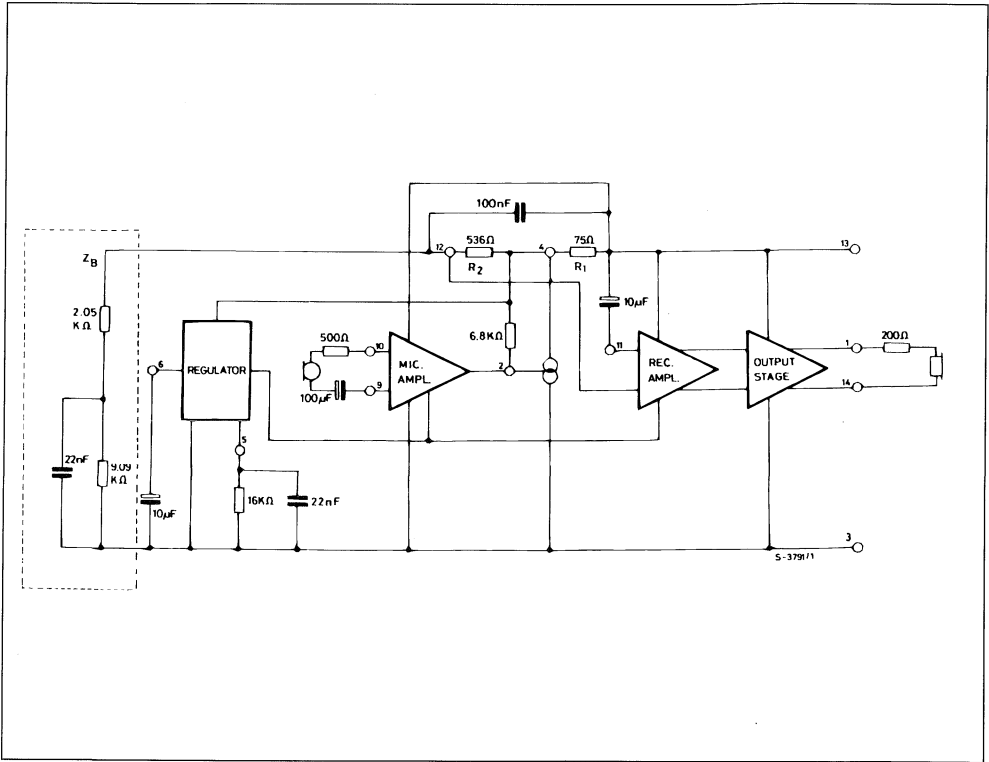 100nF
Z_B
12
536Ω
R_2
4
75Ω
R_1
13
2.05
KΩ
10µF
6
REGULATOR
500Ω
10
MIC.
AMPL.
6.8KΩ
2
11
REC.
AMPL.
OUTPUT
STAGE
1
200Ω
100µF
9
14
5
22nF
9.09
KΩ
10µF
16KΩ
22nF
3
S-3791/1